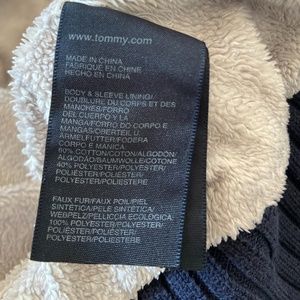 www.tommy.com
MADE IN CHINA
FABRIQUÉ EN CHINE
HECHO EN CHINA
BODY & SLEEVE LINING/
DOUBLURE DU CORPS ET DES
MANCHES/FORRO
DEL CUERPO Y LA
MANGA/FORRO DO CORPO E
MANGAS/OBERTEIL U.
ÄRMELFUTTER/FODERA
CORPO E MANICA
60% COTTON/COTON/ALGODÓN/
ALGODÃO/BAUMWOLLE/COTONE
40% POLYESTER/POLYESTER/
POLIÉSTER/POLIÉSTER/
POLYESTER/POLIESTERE
FAUX FUR/FAUX POIL/PIEL
SINTÉTICA/PELE SINTÉTICA/
WEBPELZ/PELLICCIA ECOLOGICA
100% POLYESTER/POLYESTER/
POLIÉSTER/POLIÉSTER/
POLYESTER/POLIESTERE